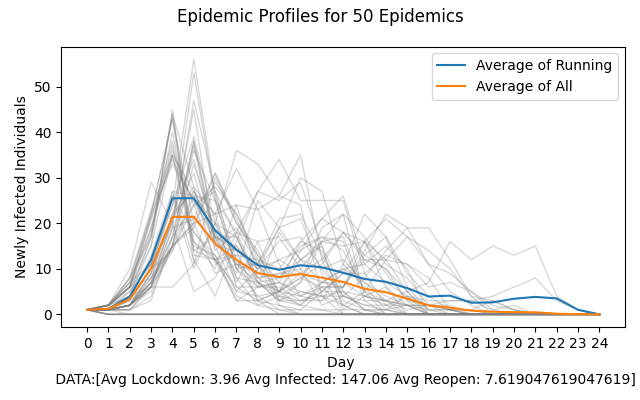 Epidemic Profiles for 50 Epidemics
Average of Running
Average of All
Newly Infected Individuals
50
40
30
20
10
0
0 1 2 3 4 5 6 7 8 9 10 11 12 13 14 15 16 17 18 19 20 21 22 23 24
Day
DATA:[Avg Lockdown: 3.96 Avg Infected: 147.06 Avg Reopen: 7.619047619047619]